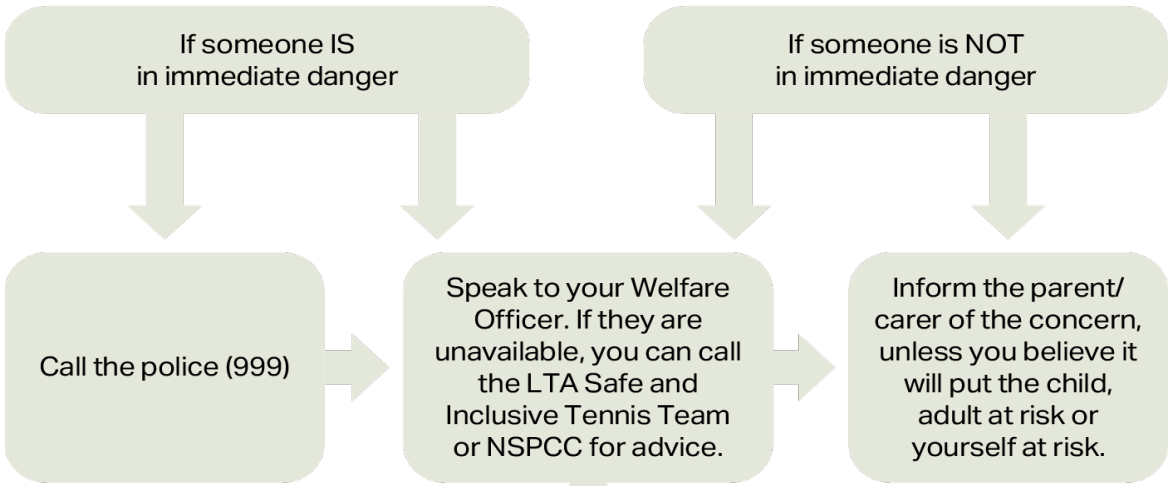 If someone IS
in immediate danger
If someone is NOT
in immediate danger
Call the police (999)
Speak to your Welfare
Officer. If they are
unavailable, you can call
the LTA Safe and
Inclusive Tennis Team
or NSPCC for advice.
Inform the parent/
carer of the concern,
unless you believe it
will put the child,
adult at risk or
yourself at risk.